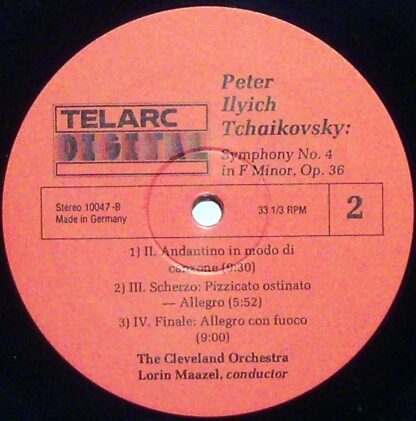 Peter
Ilyich
Tchaikovsky:
TELARC
DIGITAL
Symphony No. 4
in F Minor, Op. 36
Stereo 10047-B
Made in Germany
33 1/3 RPM
2
1) II. Andantino in modo di
canzone (9:30)
2) III. Scherzo: Pizzicato ostinato
— Allegro (5:52)
3) IV. Finale: Allegro con fuoco
(9:00)
The Cleveland Orchestra
Lorin Maazel, conductor